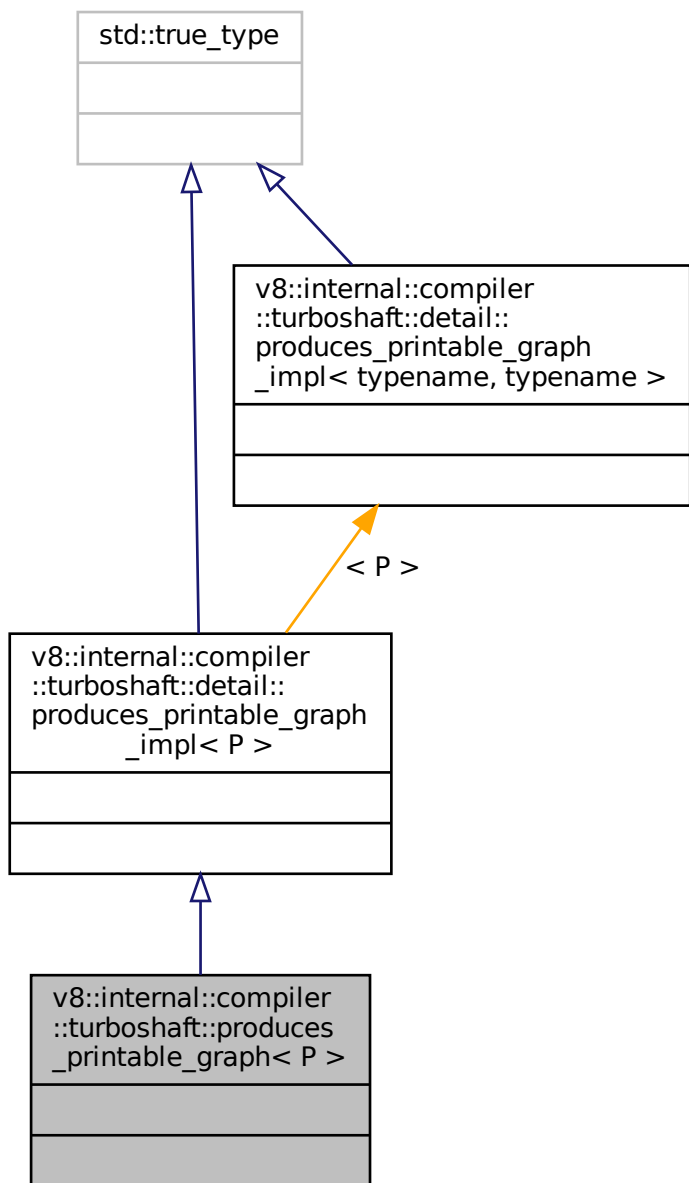 std::true_type
v8::internal::compiler
::turboshaft::detail::
produces_printable_graph
_impl< typename, typename >
< P >
v8::internal::compiler
::turboshaft::detail::
produces_printable_graph
_impl< P >
v8::internal::compiler
::turboshaft::produces
_printable_graph< P >